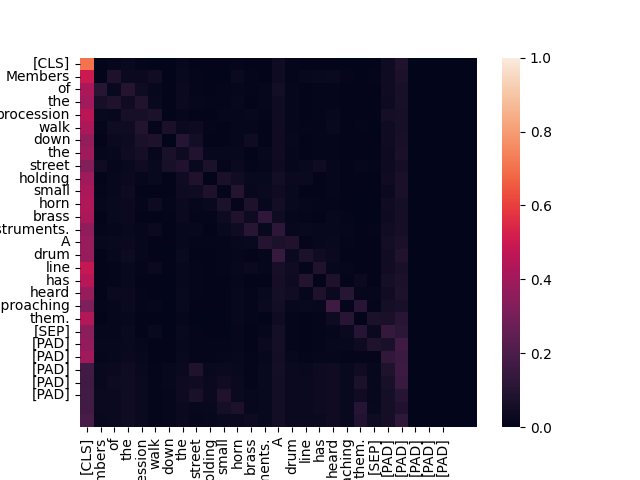 [CLS]
Members
of
the
procession
walk
down
the
street
holding
small
horn
brass
struments.
A
drum
line
has
heard
proaching
them.
[SEP]
[PAD]
[PAD]
[PAD]
[PAD]
[PAD]
1.0
0.8
0.6
0.4
0.2
0.0
[CLS]
mbers
of
the
ession
walk
down
the
street
olding
small
horn
brass
ments.
A
drum
line
has
heard
aching
them.
[SEP]
[PAD]
[PAD]
[PAD]
[PAD]
[PAD]